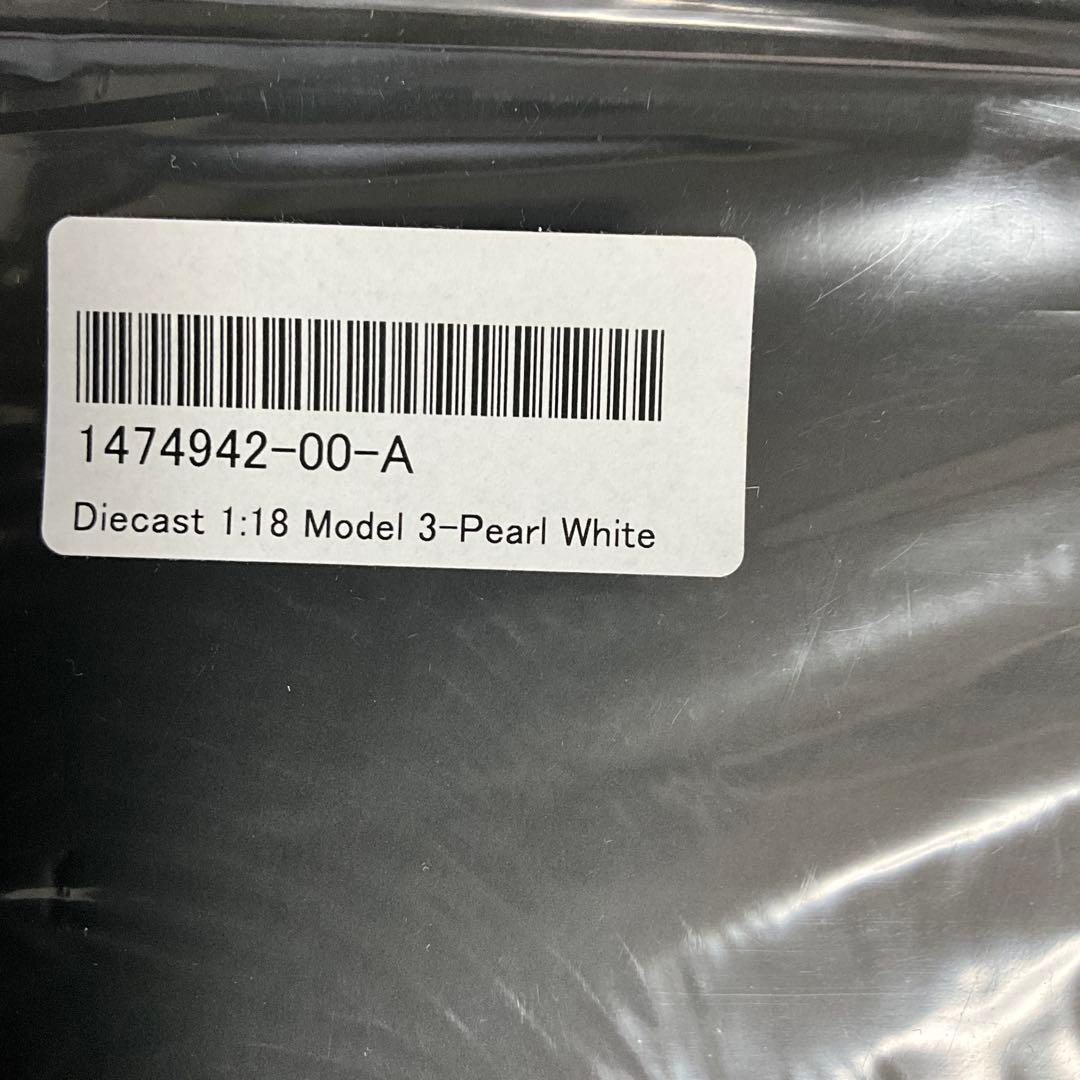 1474942-00-A
Diecast 1:18 Model 3-Pearl White